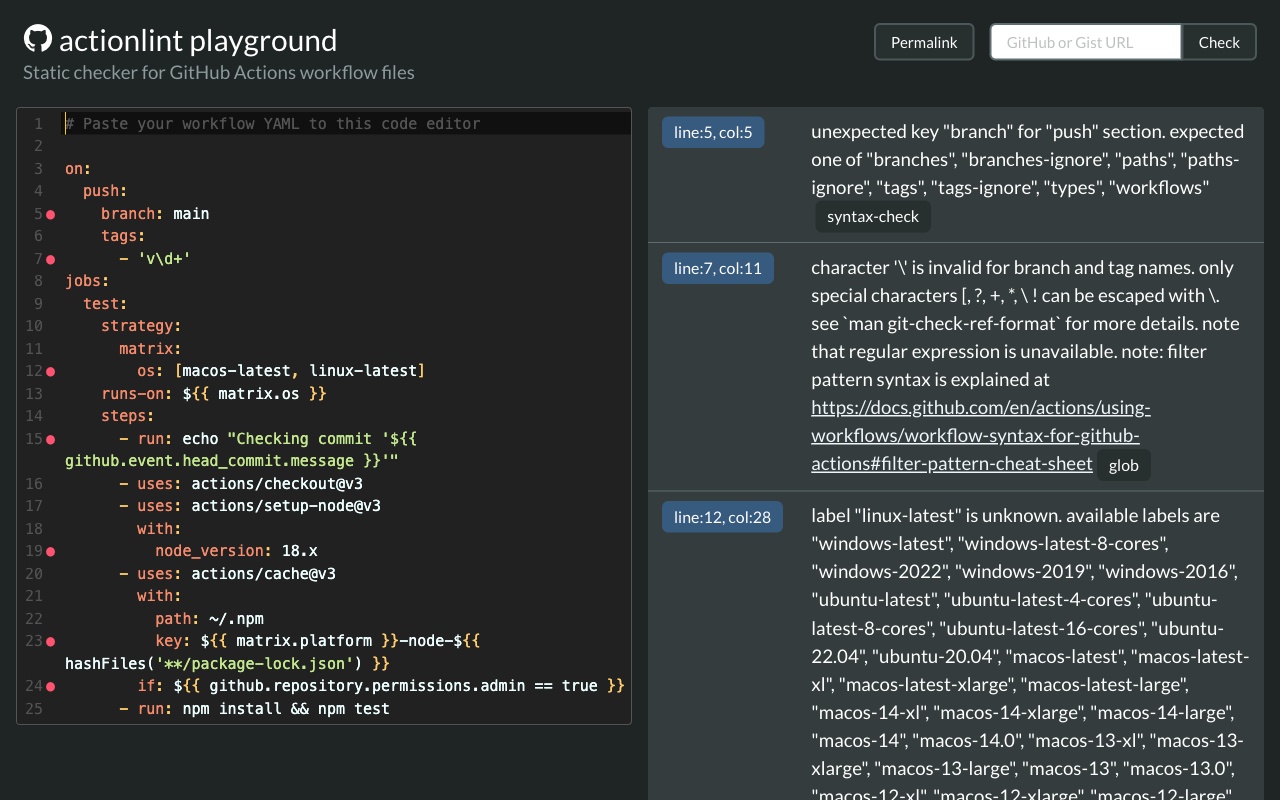 actionlint playground
Static checker for GitHub Actions workflow files
Permalink
GitHub or Gist URL
Check
1 # Paste your workflow YAML to this code editor
2
3 on:
4   push:
5     branch: main
6     tags:
7       - 'v\d+'
8 jobs:
9   test:
10     strategy:
11       matrix:
12         os: [macos-latest, linux-latest]
13     runs-on: ${{ matrix.os }}
14     steps:
15       - run: echo "Checking commit '${{
github.event.head_commit.message }}'"
16       - uses: actions/checkout@v3
17       - uses: actions/setup-node@v3
18         with:
19           node_version: 18.x
20       - uses: actions/cache@v3
21         with:
22           path: ~/.npm
23           key: ${{ matrix.platform }}-node-${{
hashFiles('**/package-lock.json') }}
24         if: ${{ github.repository.permissions.admin == true }}
25       - run: npm install && npm test
line:5, col:5
unexpected key "branch" for "push" section. expected
one of "branches", "branches-ignore", "paths", "paths-
ignore", "tags", "tags-ignore", "types", "workflows"
syntax-check
line:7, col:11
character '\' is invalid for branch and tag names. only
special characters [, ?, +, *, \ ! can be escaped with \.
see `man git-check-ref-format` for more details. note
that regular expression is unavailable. note: filter
pattern syntax is explained at
https://docs.github.com/en/actions/using-
workflows/workflow-syntax-for-github-
actions#filter-pattern-cheat-sheet glob
line:12, col:28
label "linux-latest" is unknown. available labels are
"windows-latest", "windows-latest-8-cores",
"windows-2022", "windows-2019", "windows-2016",
"ubuntu-latest", "ubuntu-latest-4-cores", "ubuntu-
latest-8-cores", "ubuntu-latest-16-cores", "ubuntu-
22.04", "ubuntu-20.04", "macos-latest", "macos-latest-
xl", "macos-latest-xlarge", "macos-latest-large",
"macos-14-xl", "macos-14-xlarge", "macos-14-large",
"macos-14", "macos-14.0", "macos-13-xl", "macos-13-
xlarge", "macos-13-large", "macos-13", "macos-13.0",
"macos-12-xl", "macos-12-xlarge", "macos-12-large",